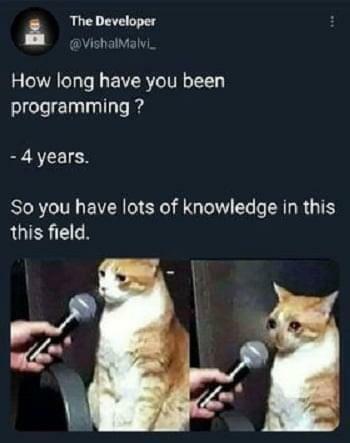 The Developer
@VishalMalvi_
How long have you been
programming ?
- 4 years.
So you have lots of knowledge in this
this field.